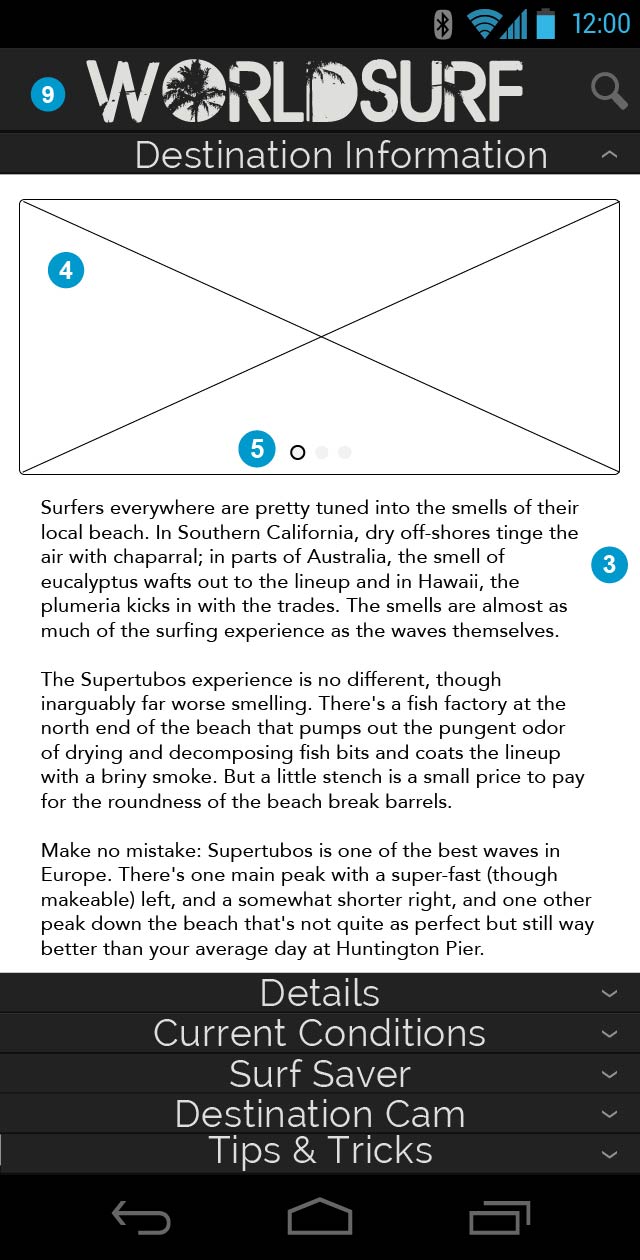 12:00
9
WORLDSURF
Destination Information
4
5
Surfers everywhere are pretty tuned into the smells of their
local beach. In Southern California, dry off-shores tinge the
air with chaparral; in parts of Australia, the smell of
eucalyptus wafts out to the lineup and in Hawaii, the
plumeria kicks in with the trades. The smells are almost as
much of the surfing experience as the waves themselves.
3
The Supertubos experience is no different, though
inarguably far worse smelling. There's a fish factory at the
north end of the beach that pumps out the pungent odor
of drying and decomposing fish bits and coats the lineup
with a briny smoke. But a little stench is a small price to pay
for the roundness of the beach break barrels.
Make no mistake: Supertubos is one of the best waves in
Europe. There's one main peak with a super-fast (though
makeable) left, and a somewhat shorter right, and one other
peak down the beach that's not quite as perfect but still way
better than your average day at Huntington Pier.
Details
Current Conditions
Surf Saver
Destination Cam
Tips & Tricks